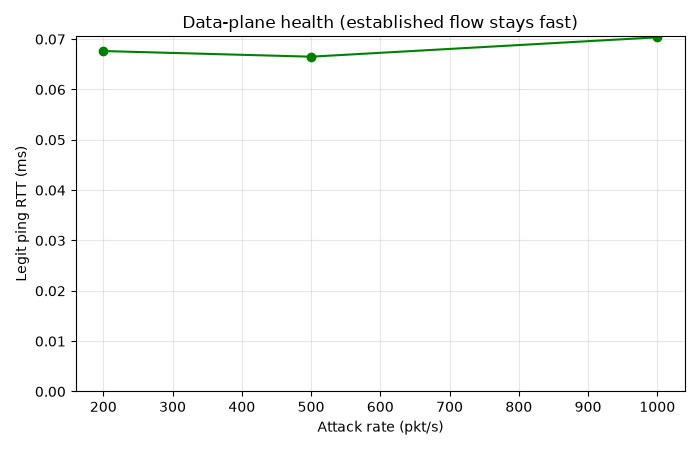 Data-plane health (established flow stays fast)
Legit ping RTT (ms)
0.07
0.06
0.05
0.04
0.03
0.02
0.01
0.00
200 300 400 500 600 700 800 900 1000
Attack rate (pkt/s)